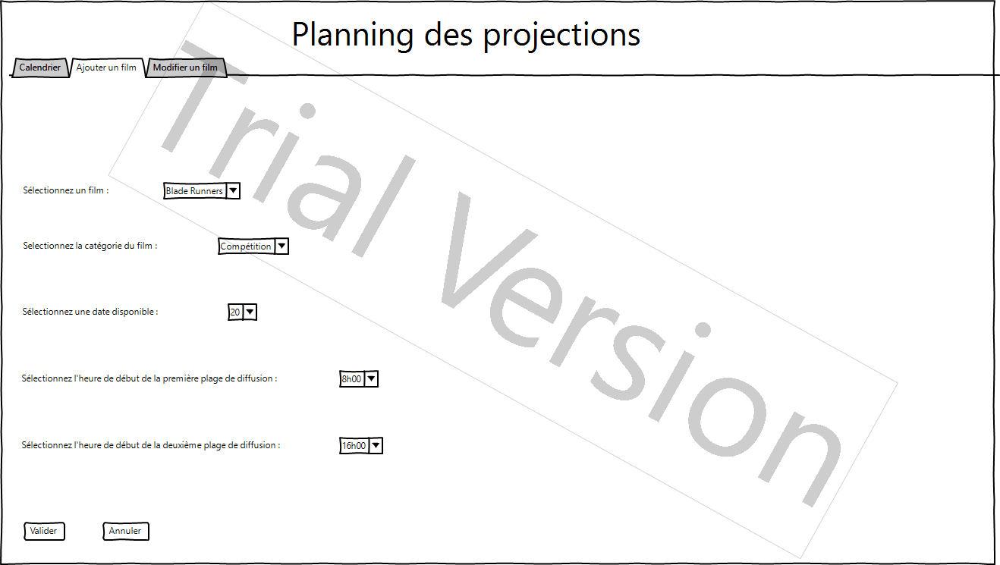 Planning des projections
Calendrier Ajouter un film Modifier un film
Sélectionnez un film : Blade Runners
Selectionnez la catégorie du film : Compétition
Sélectionnez une date disponible : 20
Sélectionnez l'heure de début de la première plage de diffusion : 8h00
Sélectionnez l'heure de début de la deuxième plage de diffusion : 16h00
Valider Annuler
Trial Version